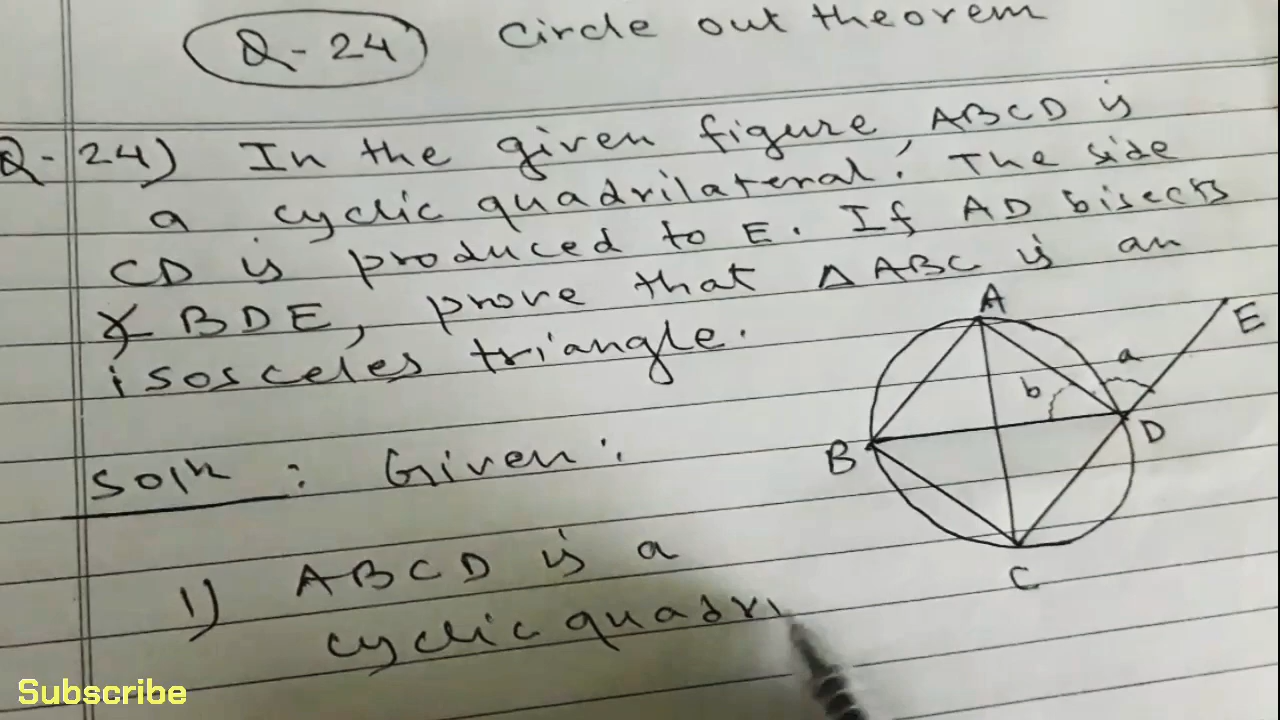 Q-24 Circle out theorem
Q-24) In the given figure, ABCD is
a cyclic quadrilateral. The side
CD is produced to E. If AD bisects
∠BDE, prove that △ABC is an
isosceles triangle.
A
E
a
b
B
D
C
Soln: Given:
1) ABCD is a
cyclic quadri
Subscribe